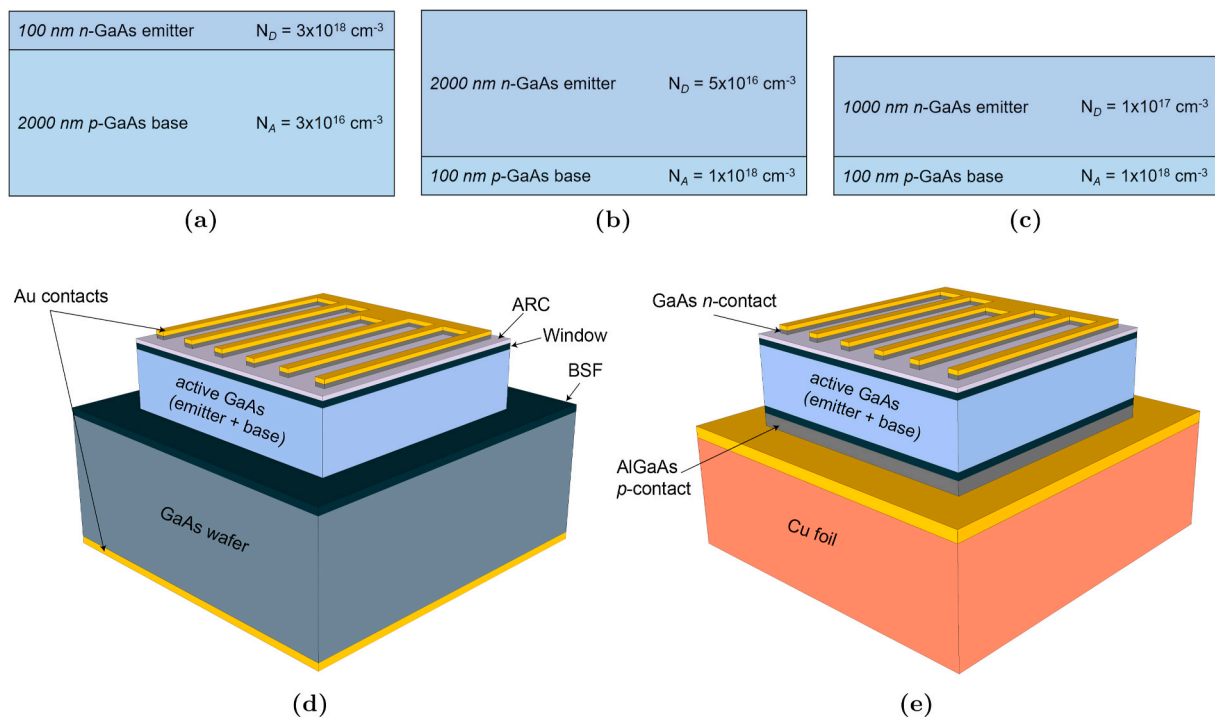 100 nm n-GaAs emitter N_D = 3x10^18 cm^-3
2000 nm p-GaAs base N_A = 3x10^16 cm^-3
(a)
2000 nm n-GaAs emitter N_D = 5x10^16 cm^-3
100 nm p-GaAs base N_A = 1x10^18 cm^-3
(b)
1000 nm n-GaAs emitter N_D = 1x10^17 cm^-3
100 nm p-GaAs base N_A = 1x10^18 cm^-3
(c)
Au contacts
ARC
Window
BSF
active GaAs
(emitter + base)
GaAs wafer
(d)
GaAs n-contact
active GaAs
(emitter + base)
AlGaAs
p-contact
Cu foil
(e)